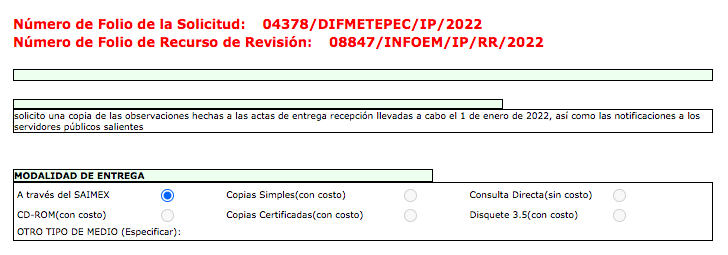 Número de Folio de la Solicitud: 04378/DIFMETEPEC/IP/2022
Número de Folio de Recurso de Revisión: 08847/INFOEM/IP/RR/2022
solicito una copia de las observaciones hechas a las actas de entrega recepción llevadas a cabo el 1 de enero de 2022, así como las notificaciones a los
servidores públicos salientes
MODALIDAD DE ENTREGA
A través del SAIMEX Copias Simples(con costo) Consulta Directa(sin costo)
CD-ROM(con costo) Copias Certificadas(con costo) Disquete 3.5(con costo)
OTRO TIPO DE MEDIO (Especificar):